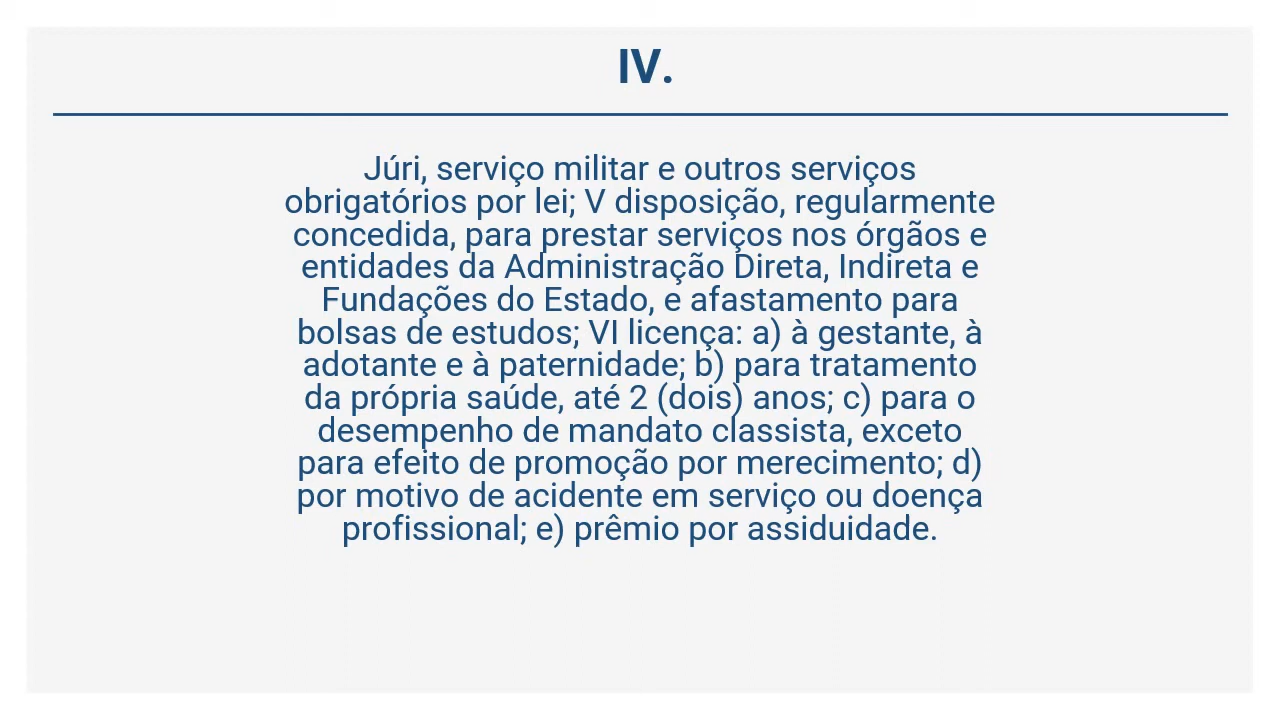 IV.
Júri, serviço militar e outros serviços
obrigatórios por lei; V disposição, regularmente
concedida, para prestar serviços nos órgãos e
entidades da Administração Direta, Indireta e
Fundações do Estado, e afastamento para
bolsas de estudos; VI licença: a) à gestante, à
adotante e à paternidade; b) para tratamento
da própria saúde, até 2 (dois) anos; c) para o
desempenho de mandato classista, exceto
para efeito de promoção por merecimento; d)
por motivo de acidente em serviço ou doença
profissional; e) prêmio por assiduidade.